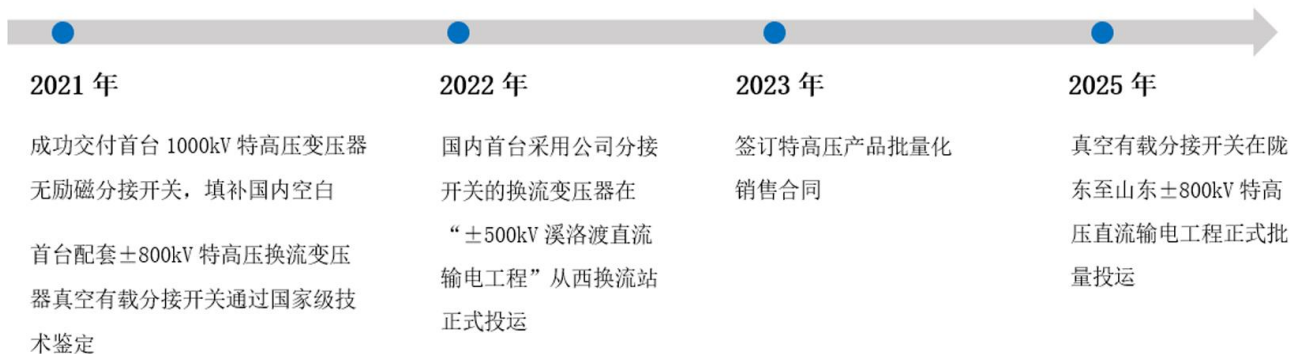 2021 年
成功交付首台 1000kV 特高压变压器
无励磁分接开关，填补国内空白
首台配套±800kV 特高压换流变压
器真空有载分接开关通过国家级技
术鉴定
2022 年
国内首台采用公司分接
开关的换流变压器在
“±500kV 溪洛渡直流
输电工程”从西换流站
正式投运
2023 年
签订特高压产品批量化
销售合同
2025 年
真空有载分接开关在陇
东至山东±800kV 特高
压直流输电工程正式批
量投运